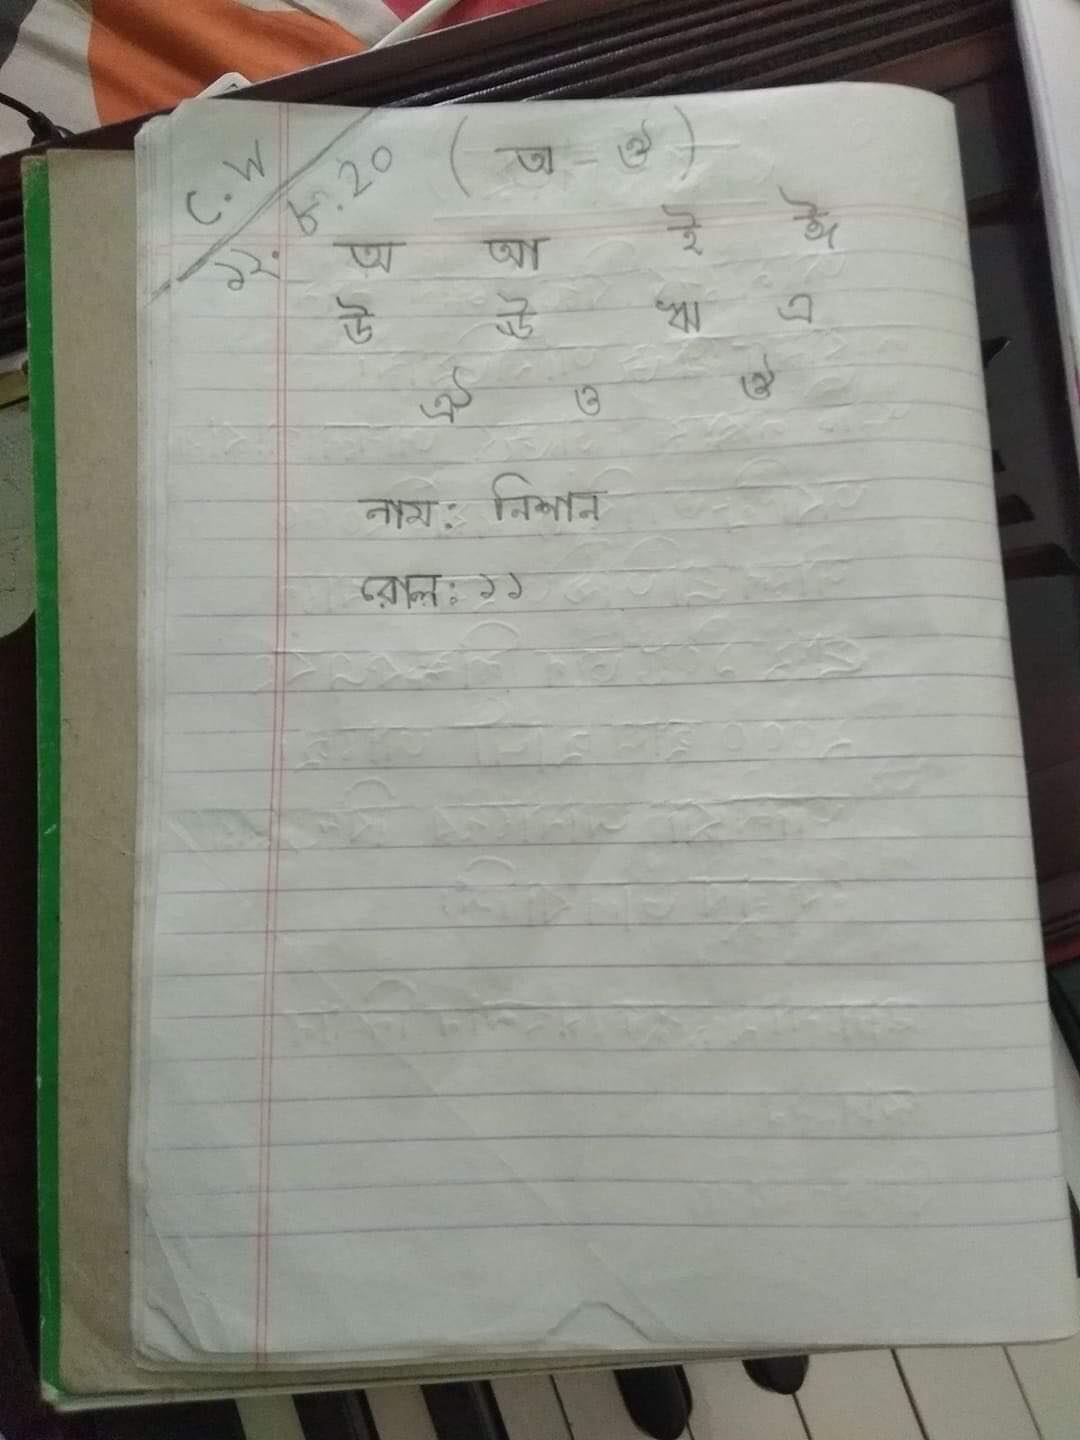 C.W
১২.৮.20
(অ - ঔ)
অ আ ই ঈ
উ ঊ ঋ এ
ঐ ও ঔ
নাম: নিশান
রোল: ১১